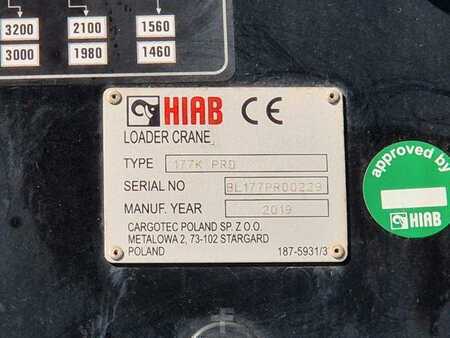 3200 2100 1560
3000 1980 1460
HIAB CE
LOADER CRANE
TYPE 177K PRO
SERIAL NO BL177PR00229
MANUF. YEAR 2019
CARGOTEC POLAND SP. Z O.O.
METALOWA 2, 73-102 STARGARD
POLAND 187-5931/3
approved by
HIAB